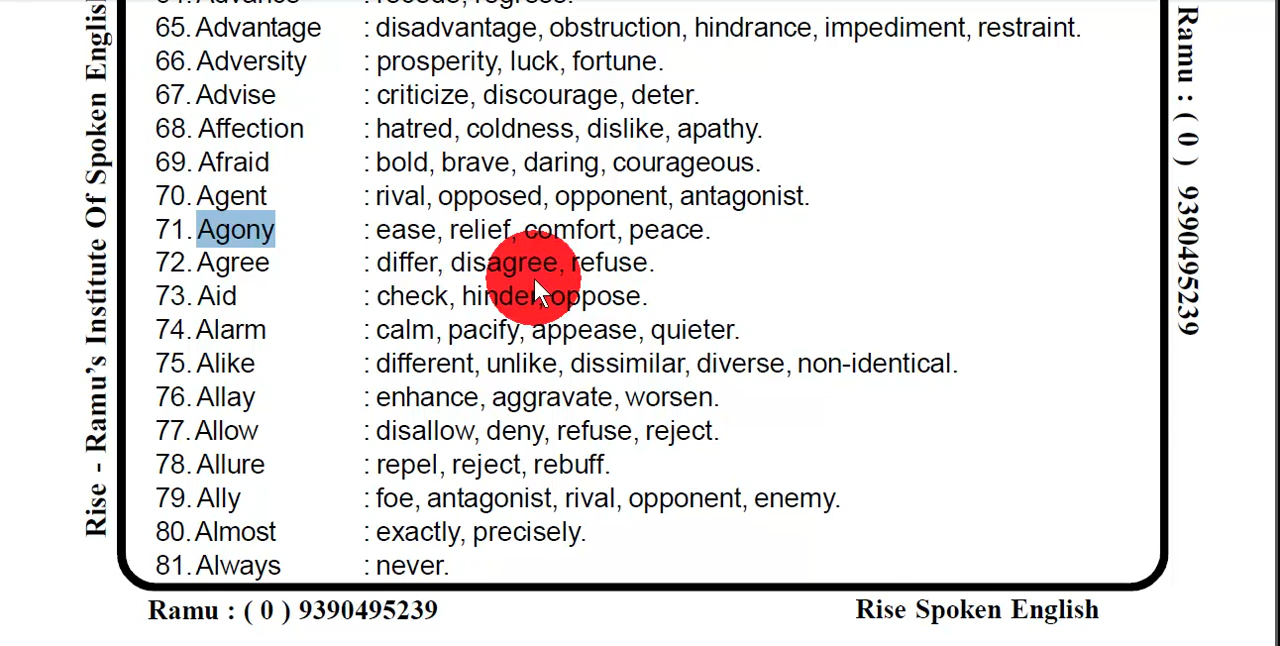 65. Advantage : disadvantage, obstruction, hindrance, impediment, restraint.
66. Adversity : prosperity, luck, fortune.
67. Advise : criticize, discourage, deter.
68. Affection : hatred, coldness, dislike, apathy.
69. Afraid : bold, brave, daring, courageous.
70. Agent : rival, opposed, opponent, antagonist.
71. Agony : ease, relief, comfort, peace.
72. Agree : differ, disagree, refuse.
73. Aid : check, hinder, oppose.
74. Alarm : calm, pacify, appease, quieter.
75. Alike : different, unlike, dissimilar, diverse, non-identical.
76. Allay : enhance, aggravate, worsen.
77. Allow : disallow, deny, refuse, reject.
78. Allure : repel, reject, rebuff.
79. Ally : foe, antagonist, rival, opponent, enemy.
80. Almost : exactly, precisely.
81. Always : never.
Rise - Ramu's Institute Of Spoken
Ramu : ( 0 ) 9390495239
Ramu : ( 0 ) 9390495239
Rise Spoken English